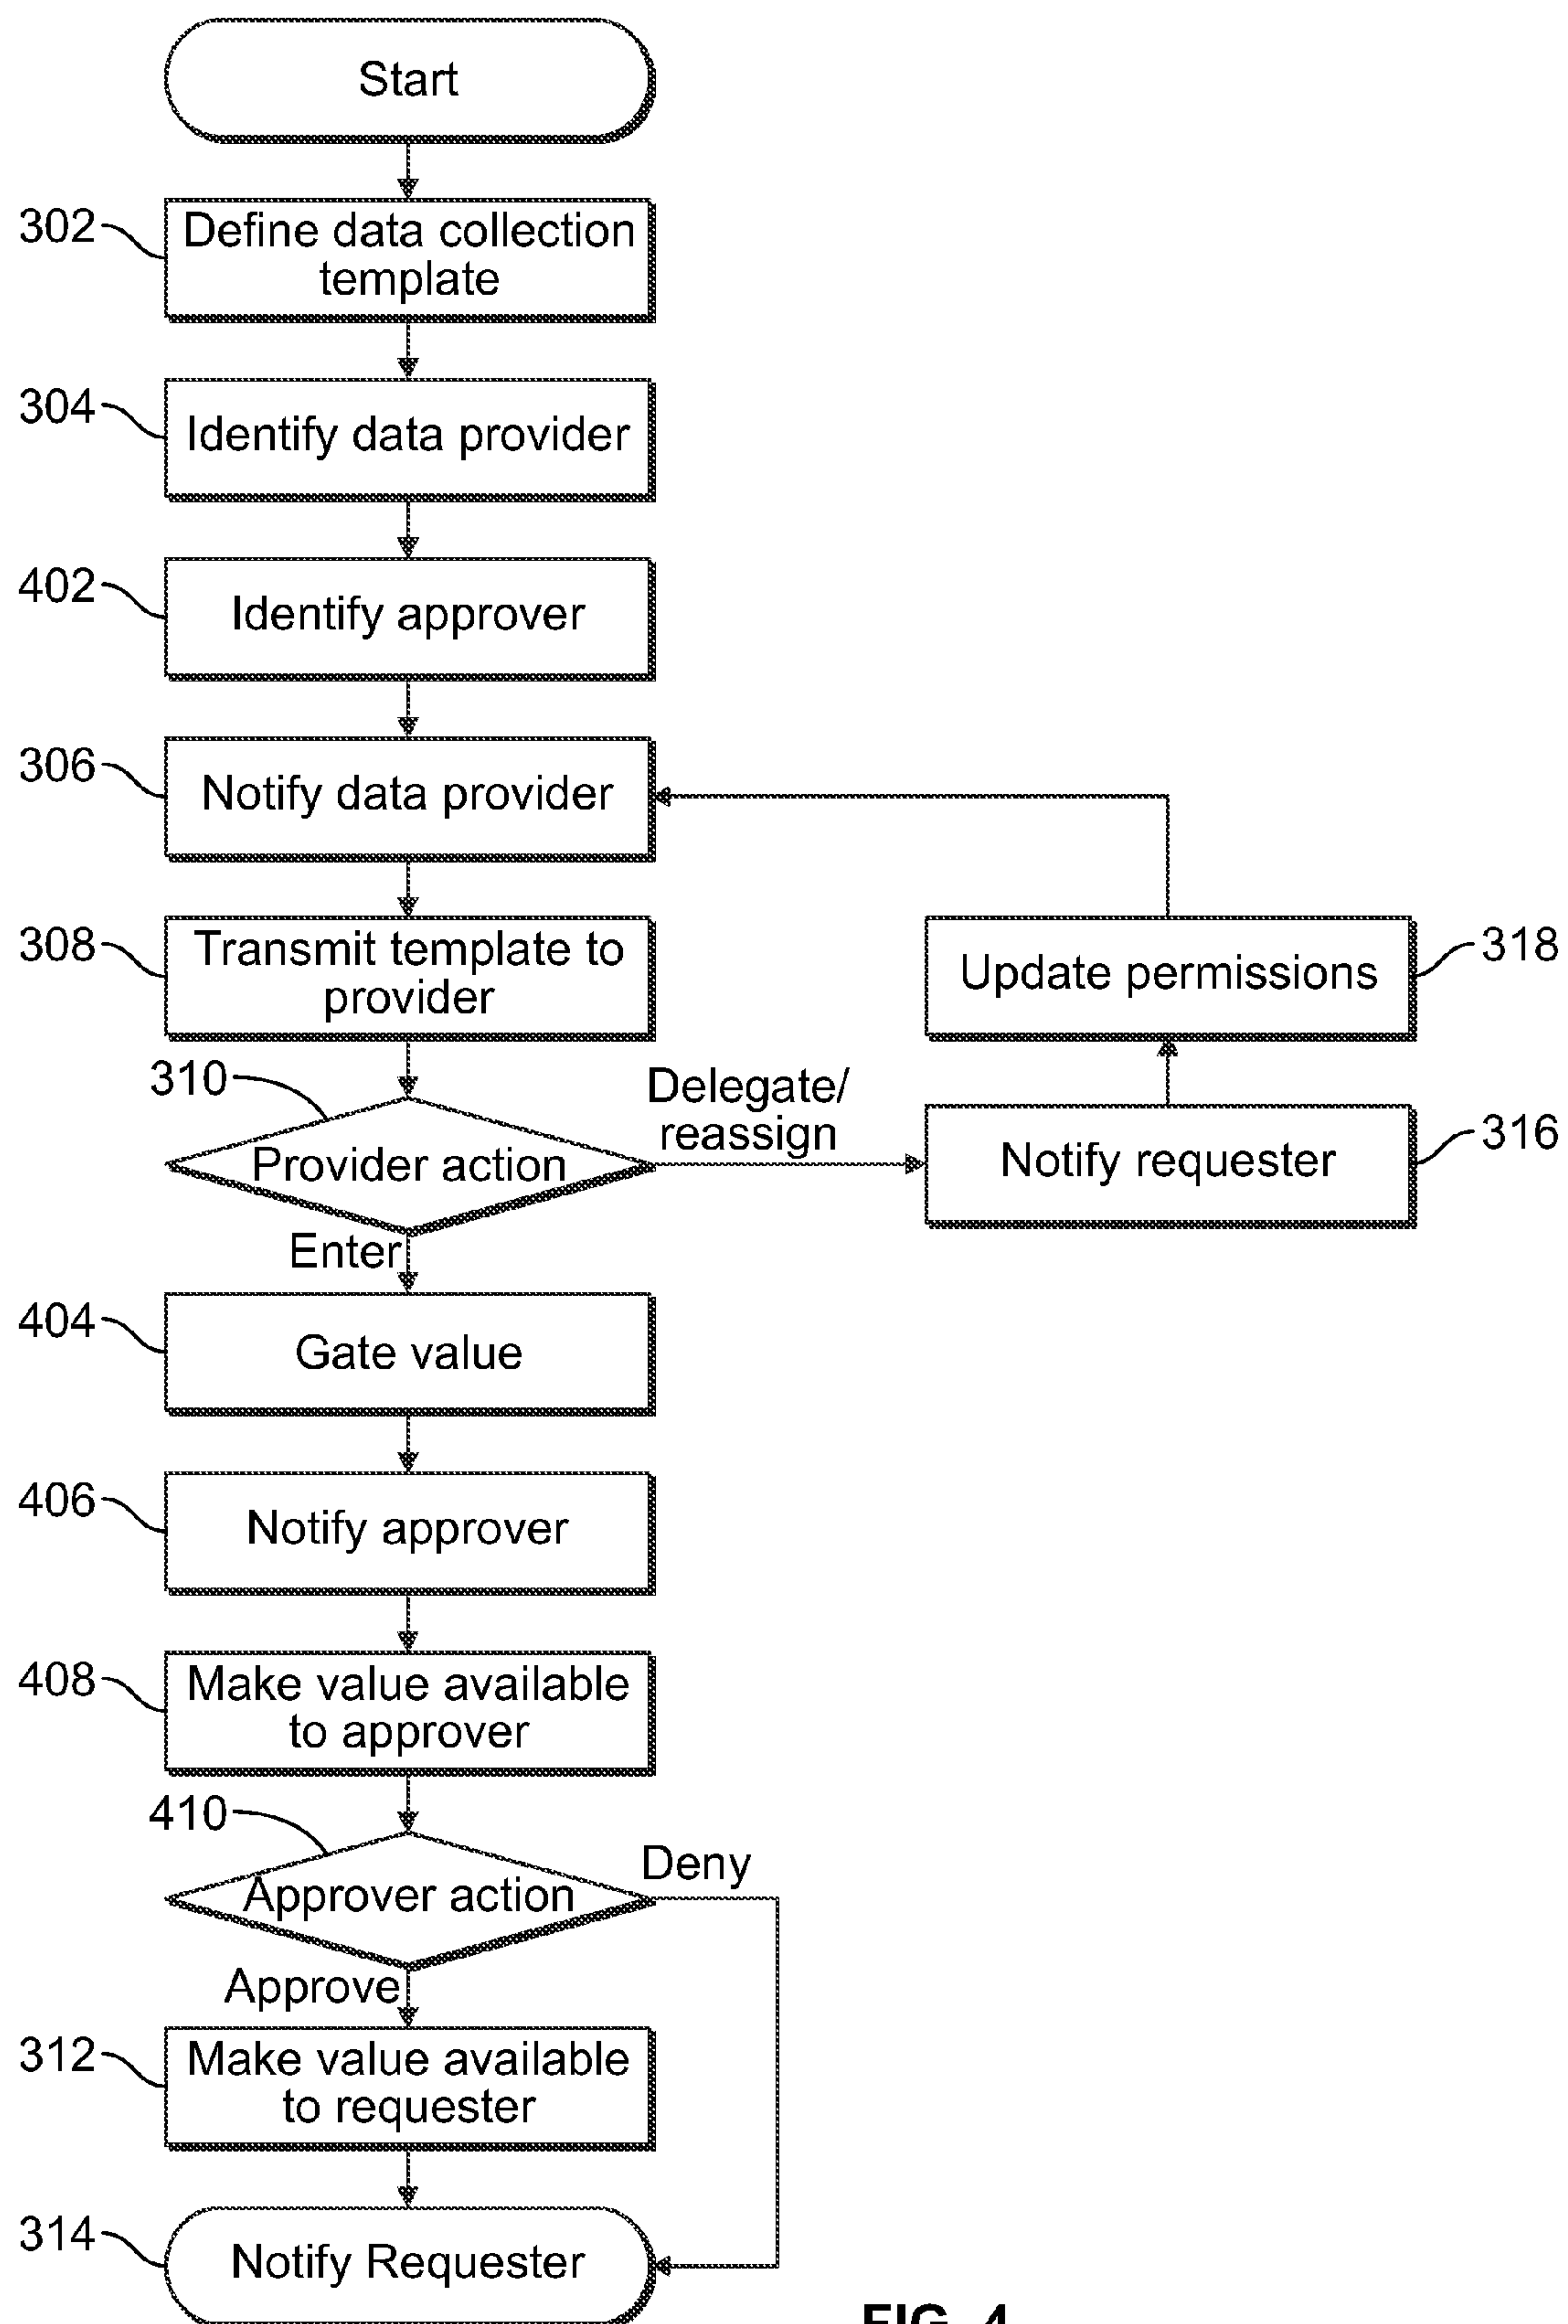 Start
302
Define data collection
template
304
Identify data provider
402
Identify approver
306
Notify data provider
308
Transmit template to
provider
Update permissions
318
310
Provider action
Delegate/
reassign
Notify requester
316
Enter
404
Gate value
406
Notify approver
408
Make value available
to approver
410
Approver action
Deny
Approve
312
Make value available
to requester
314
Notify Requester
FIG. 4